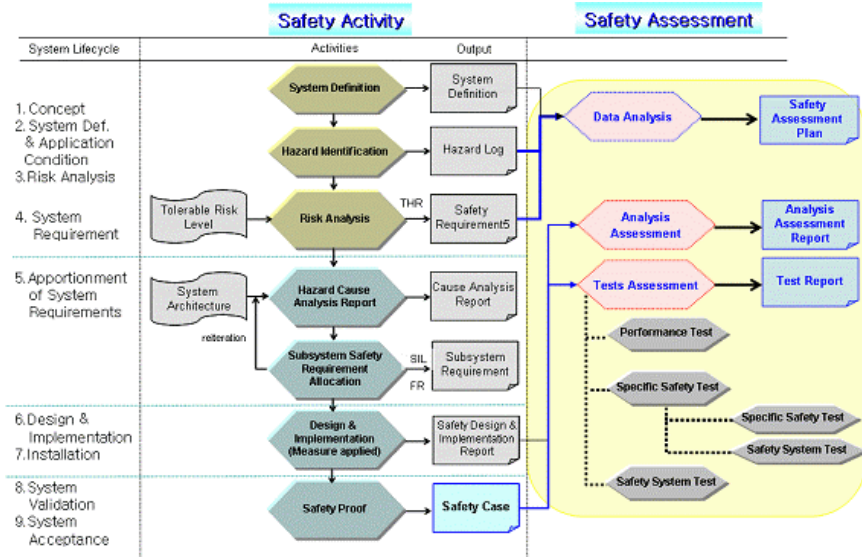 Safety Activity
Safety Assessment
System Lifecycle
Activities
Output
1. Concept
2. System Def.
& Application
Condition
3. Risk Analysis
4. System
Requirement
5. Apportionment
of System
Requirements
6. Design &
Implementation
7. Installation
8. System
Validation
9. System
Acceptance
System Definition
System
Definition
Hazard Identification
Hazard Log
Tolerable Risk
Level
Risk Analysis
THR
Safety
Requirement5
System
Architecture
reiteration
Hazard Cause
Analysis Report
Cause Analysis
Report
Subsystem Safety
Requirement
Allocation
SIL
FR
Subsystem
Requirement
Design &
Implementation
(Measure applied)
Safety Design &
Implementation
Report
Safety Proof
Safety Case
Data Analysis
Safety
Assessment
Plan
Analysis
Assessment
Analysis
Assessment
Report
Tests Assessment
Test Report
Performance Test
Specific Safety Test
Specific Safety Test
Safety System Test
Safety System Test